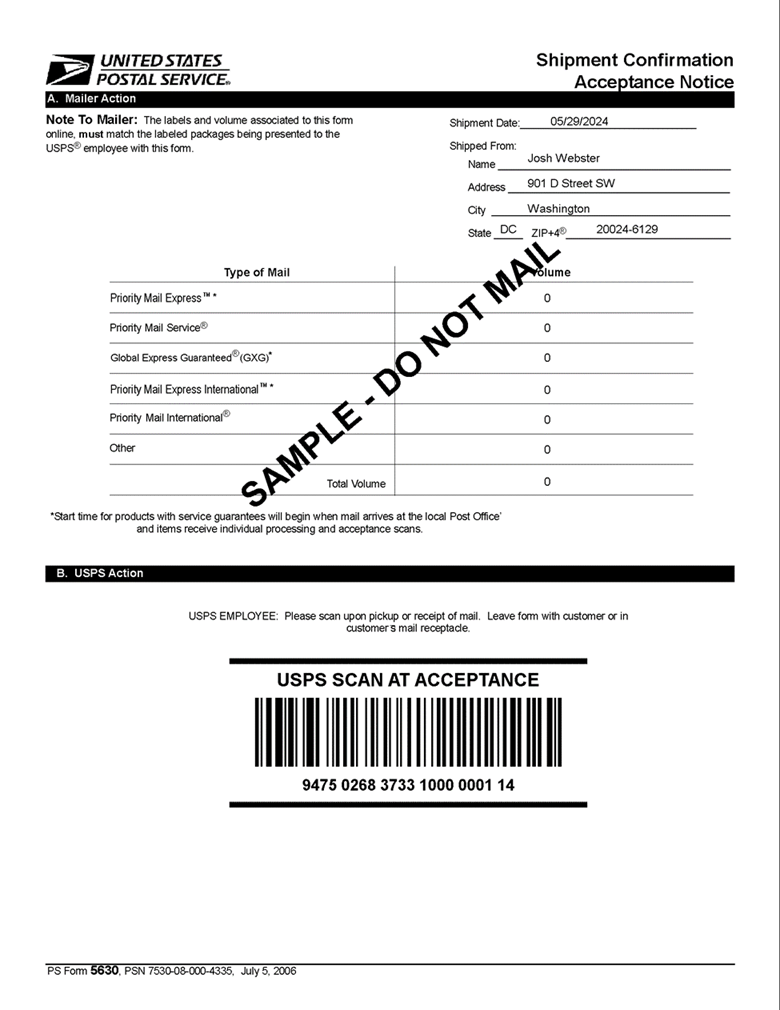 UNITED STATES
POSTAL SERVICE®
Shipment Confirmation
Acceptance Notice
A. Mailer Action
Note To Mailer: The labels and volume associated to this form
online, must match the labeled packages being presented to the
USPS® employee with this form.
Shipment Date: 05/29/2024
Shipped From:
Name Josh Webster
Address 901 D Street SW
City Washington
State DC ZIP+4® 20024-6129
Type of Mail Volume
Priority Mail Express™ * 0
Priority Mail Service® 0
Global Express Guaranteed®(GXG)* 0
Priority Mail Express International™ * 0
Priority Mail International® 0
Other 0
Total Volume 0
SAMPLE - DO NOT MAIL
*Start time for products with service guarantees will begin when mail arrives at the local Post Office'
and items receive individual processing and acceptance scans.
B. USPS Action
USPS EMPLOYEE: Please scan upon pickup or receipt of mail. Leave form with customer or in
customer's mail receptacle.
USPS SCAN AT ACCEPTANCE
9475 0268 3733 1000 0001 14
PS Form 5630, PSN 7530-08-000-4335, July 5, 2006